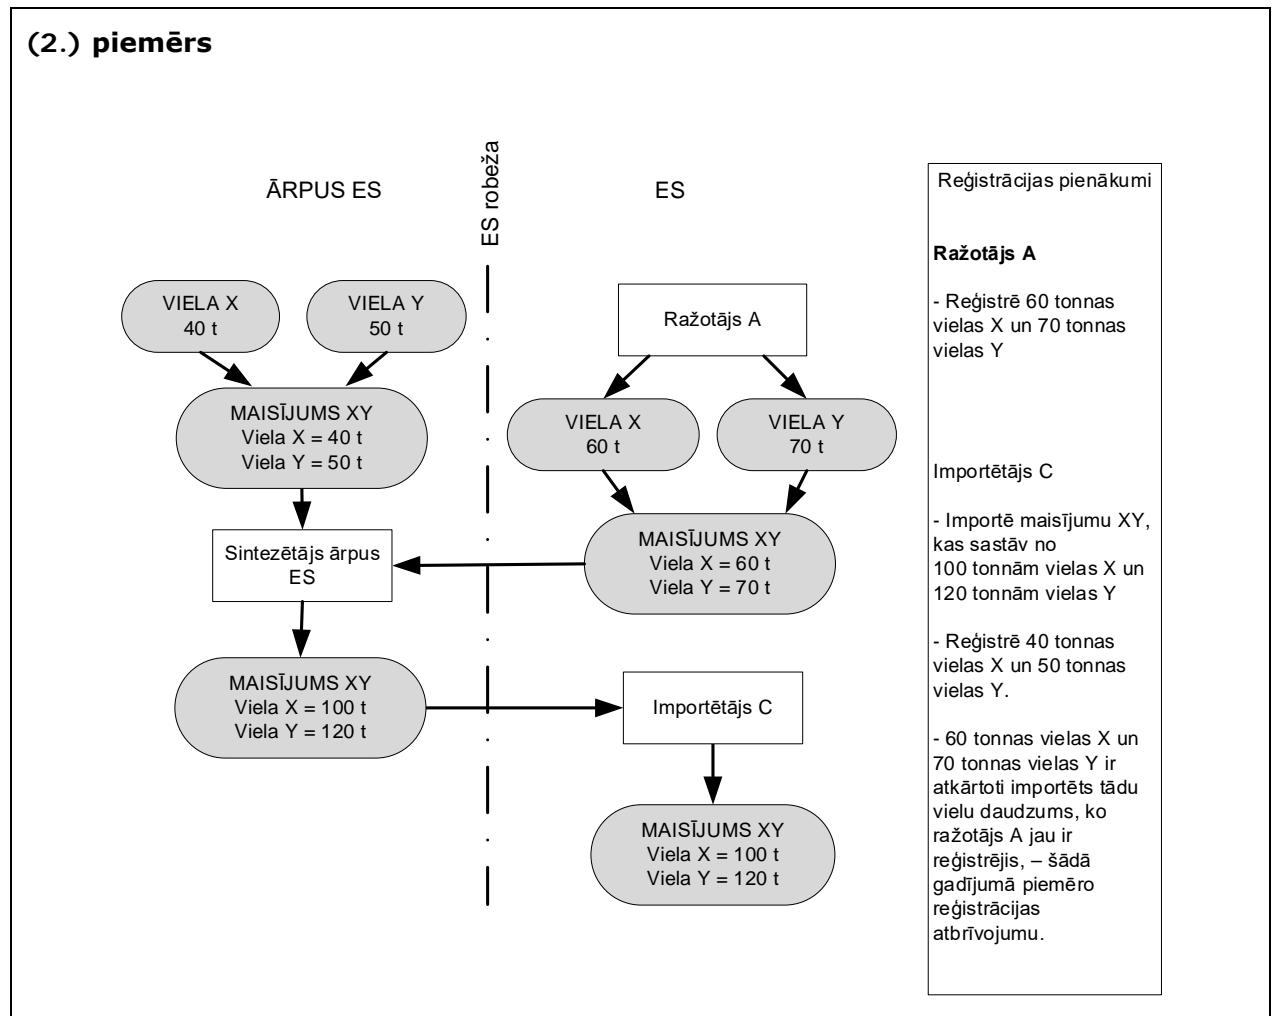 (2.) piemērs
ĀRPUS ES
ES robeža
ES
VIELA X
40 t
VIELA Y
50 t
MAISĪJUMS XY
Viela X = 40 t
Viela Y = 50 t
Sintezētājs ārpus
ES
MAISĪJUMS XY
Viela X = 100 t
Viela Y = 120 t
Ražotājs A
VIELA X
60 t
VIELA Y
70 t
MAISĪJUMS XY
Viela X = 60 t
Viela Y = 70 t
Importētājs C
MAISĪJUMS XY
Viela X = 100 t
Viela Y = 120 t
Reģistrācijas pienākumi
Ražotājs A
- Reģistrē 60 tonnas
vielas X un 70 tonnas
vielas Y
Importētājs C
- Importē maisījumu XY,
kas sastāv no
100 tonnām vielas X un
120 tonnām vielas Y
- Reģistrē 40 tonnas
vielas X un 50 tonnas
vielas Y.
- 60 tonnas vielas X un
70 tonnas vielas Y ir
atkārtoti importēts tādu
vielu daudzums, ko
ražotājs A jau ir
reģistrējis, – šādā
gadījumā piemēro
reģistrācijas
atbrīvojumu.